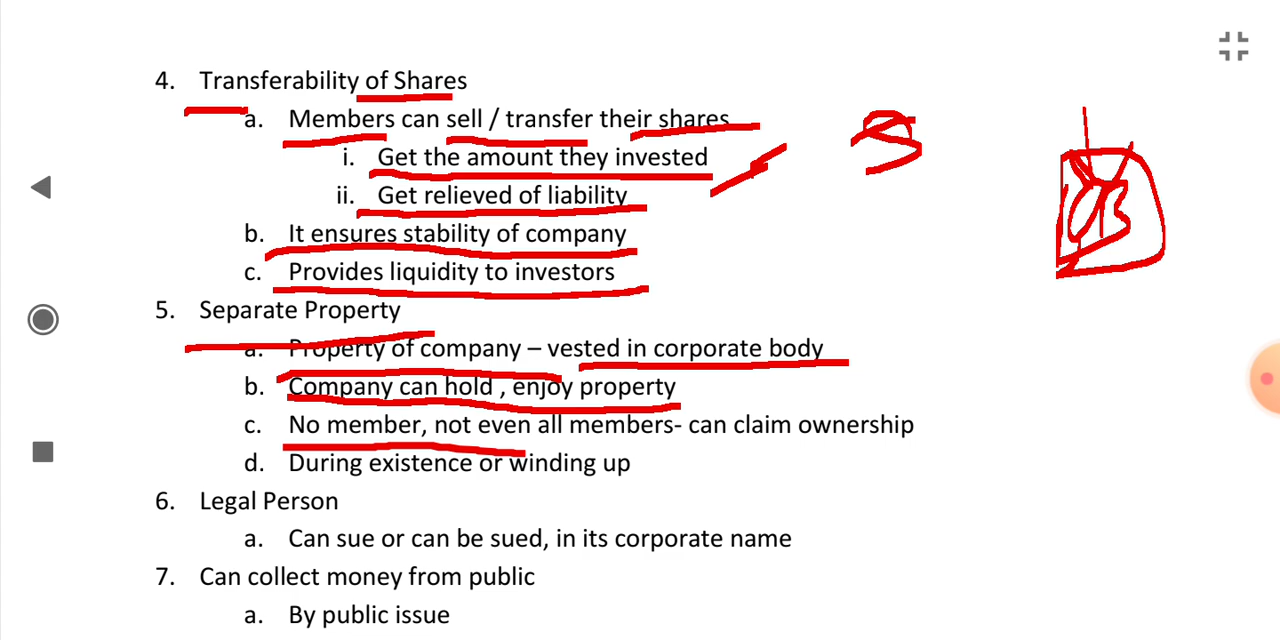 4. Transferability of Shares
a. Members can sell / transfer their shares
i. Get the amount they invested
ii. Get relieved of liability
b. It ensures stability of company
c. Provides liquidity to investors
5. Separate Property
a. Property of company – vested in corporate body
b. Company can hold , enjoy property
c. No member, not even all members- can claim ownership
d. During existence or winding up
6. Legal Person
a. Can sue or can be sued, in its corporate name
7. Can collect money from public
a. By public issue